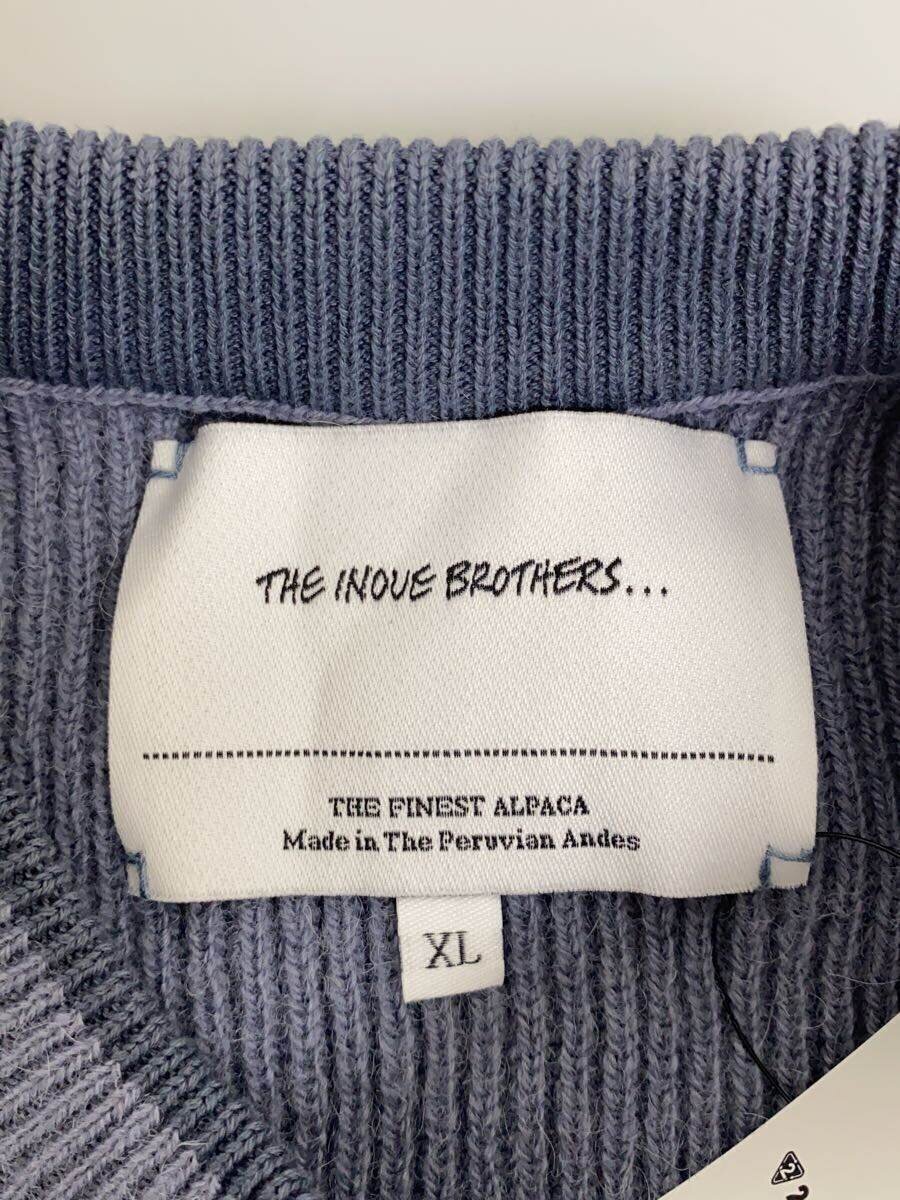 THE INOUE BROTHERS...
THE FINEST ALPACA
Made in The Peruvian Andes
XL